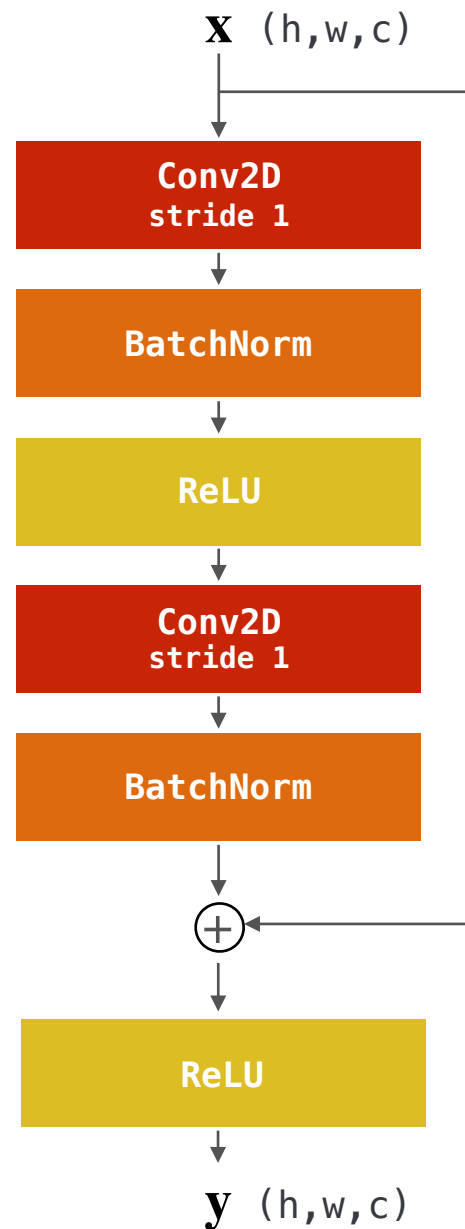 x (h,w,c)
Conv2D
stride 1
BatchNorm
ReLU
Conv2D
stride 1
BatchNorm
+
ReLU
y (h,w,c)